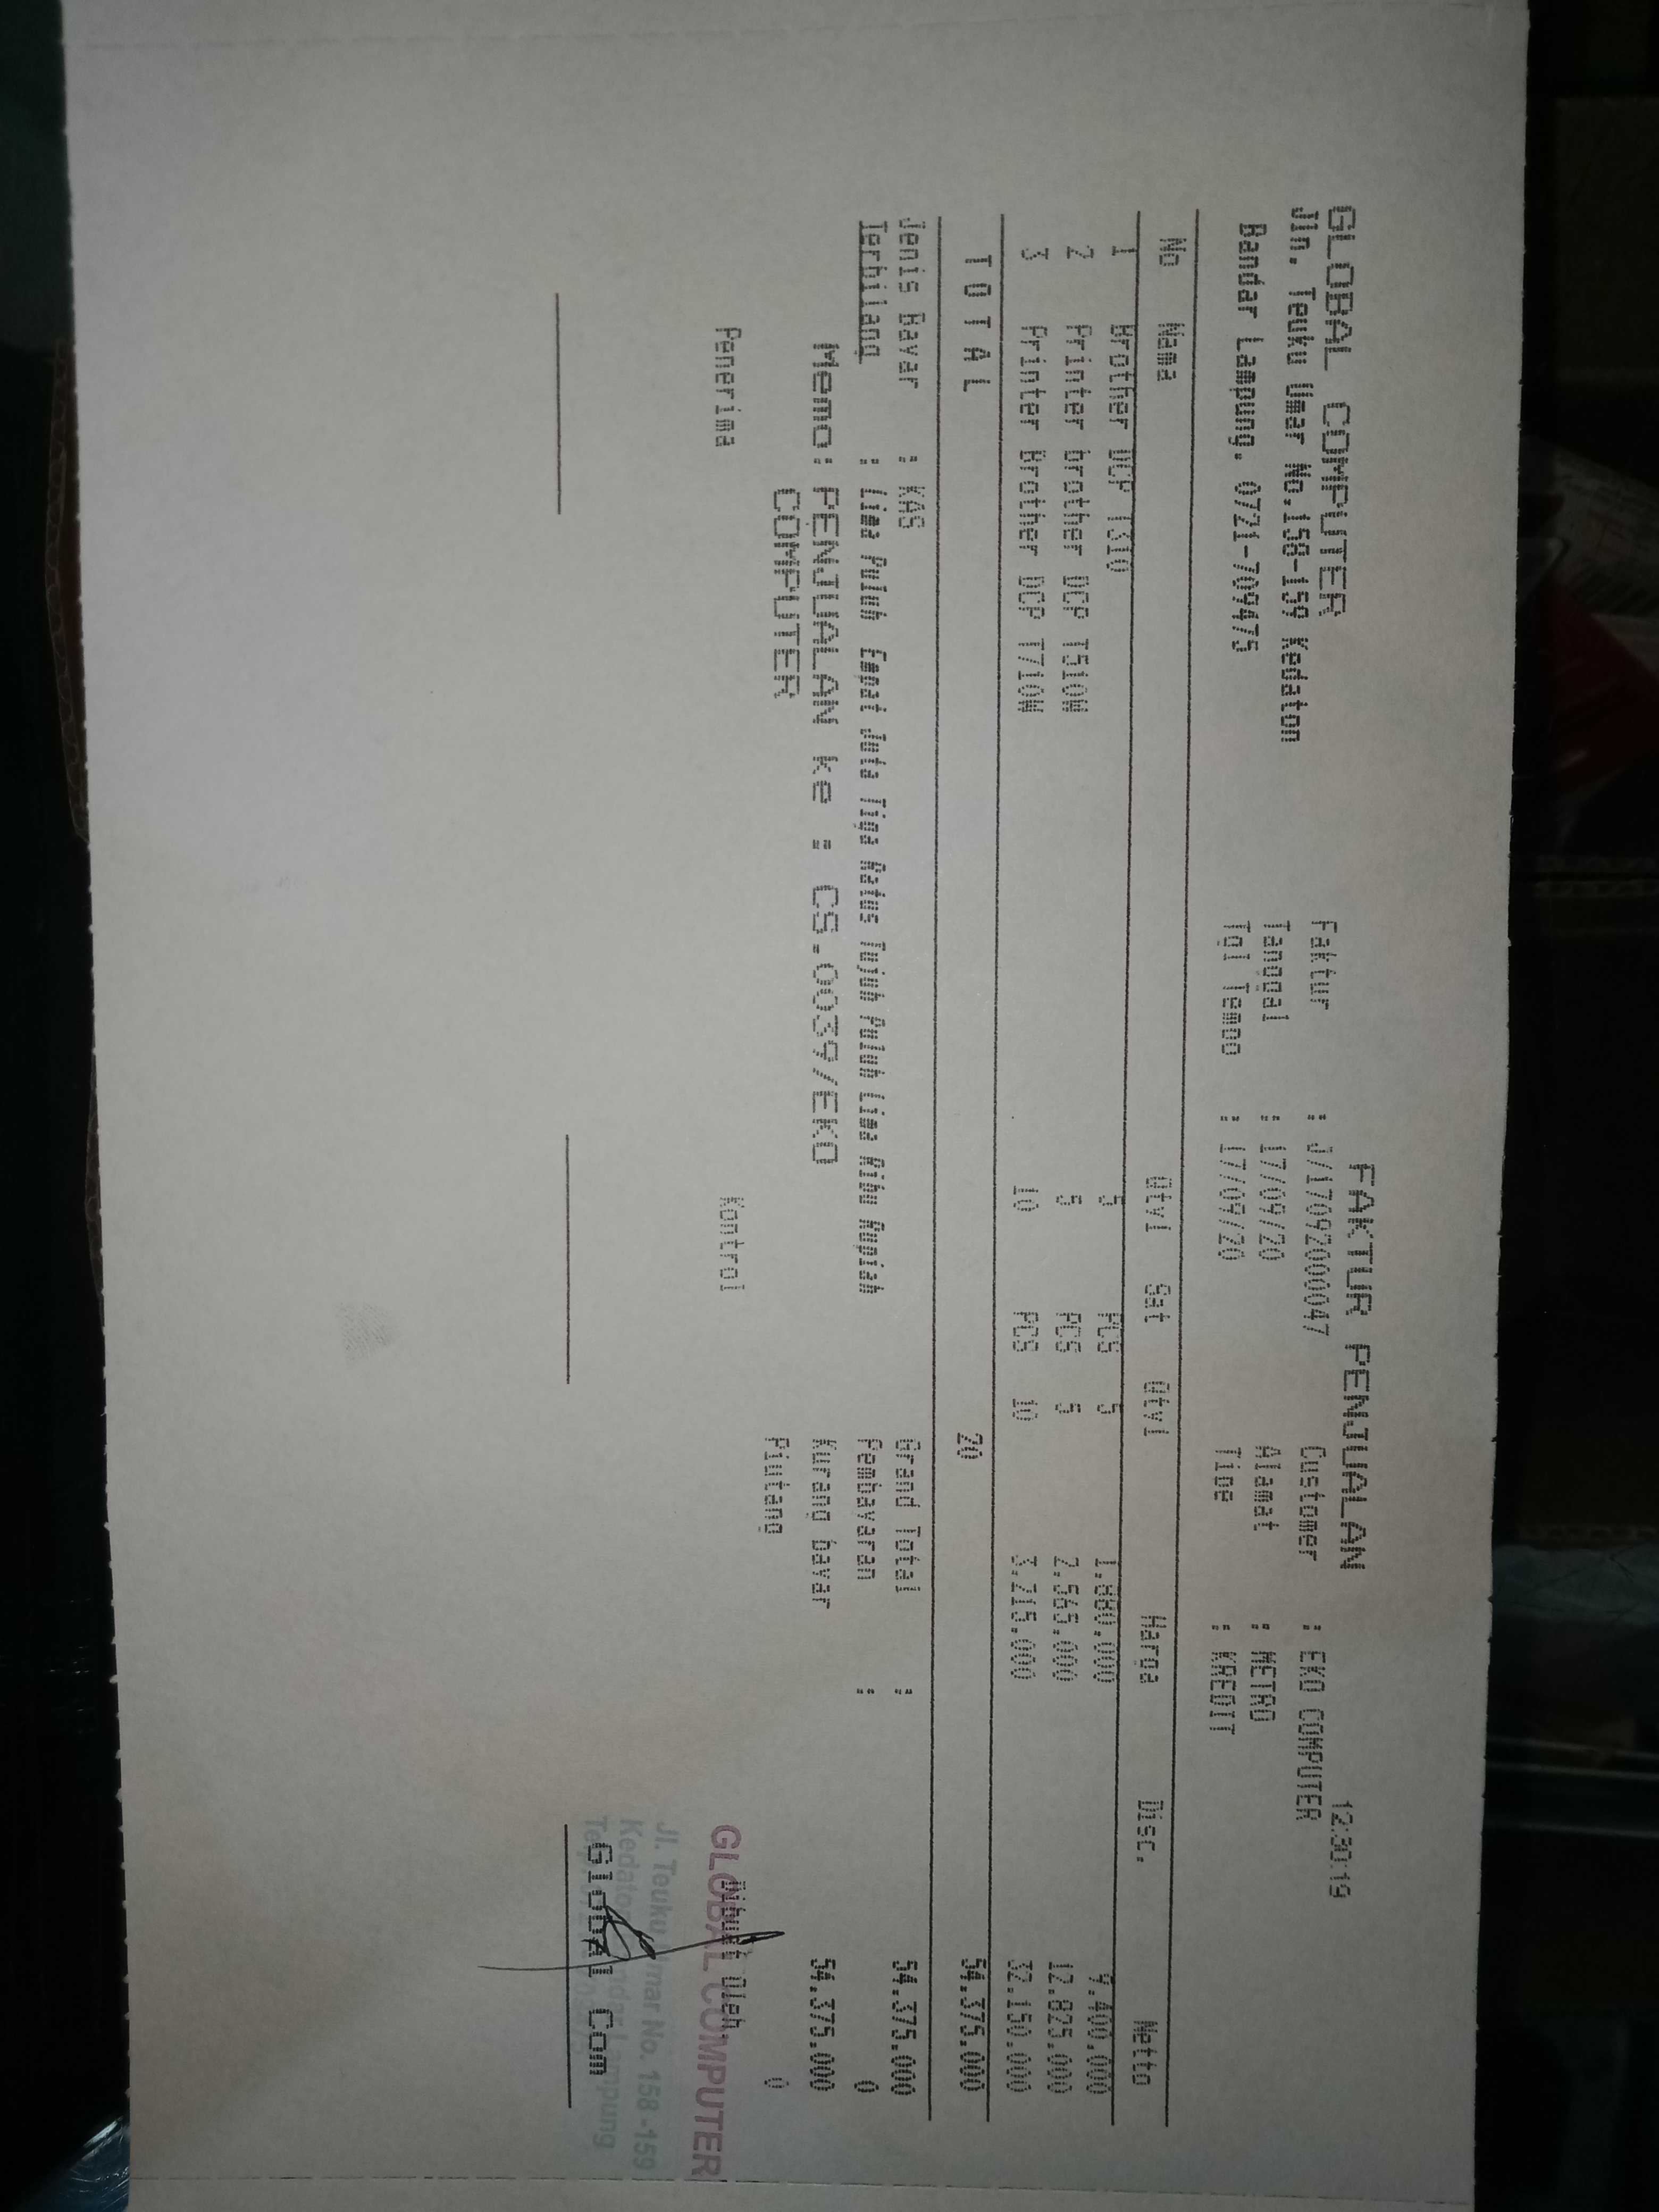 FAKTUR PENJUALAN 12:30:19
GLOBAL COMPUTER Faktur : J/17092000047 Customer : EKO COMPUTER
Jln. Teuku Umar No.158-159 Kedaton Tanggal : 17/09/20 Alamat : METRO
Bandar Lampung. 0721-709475 Tgl Tempo : 17/09/20 Tipe : KREDIT
No Nama Qty1 Sat Qty1 Harga Disc. Netto
1 Brother DCP T310 5 PCS 5 1.880.000 9.400.000
2 Printer brother DCP T510W 5 PCS 5 2.565.000 12.825.000
3 Printer Brother DCP T710W 10 PCS 10 3.215.000 32.150.000
T O T A L 20 54.375.000
Jenis Bayar : KAS Grand Total : 54.375.000
Terbilang : Lima Puluh Empat Juta Tiga Ratus Tujuh Puluh Lima Ribu Rupiah Pembayaran : 0
Memo: PENJUALAN ke : CS.0039/EKO Kurang bayar 54.375.000
COMPUTER Piutang 0
Penerima Kontrol Dibuat Oleh,
GLOBAL COMPUTER
Jl. Teuku Umar No. 158 -159
Kedaton Bandar Lampung
Global Com